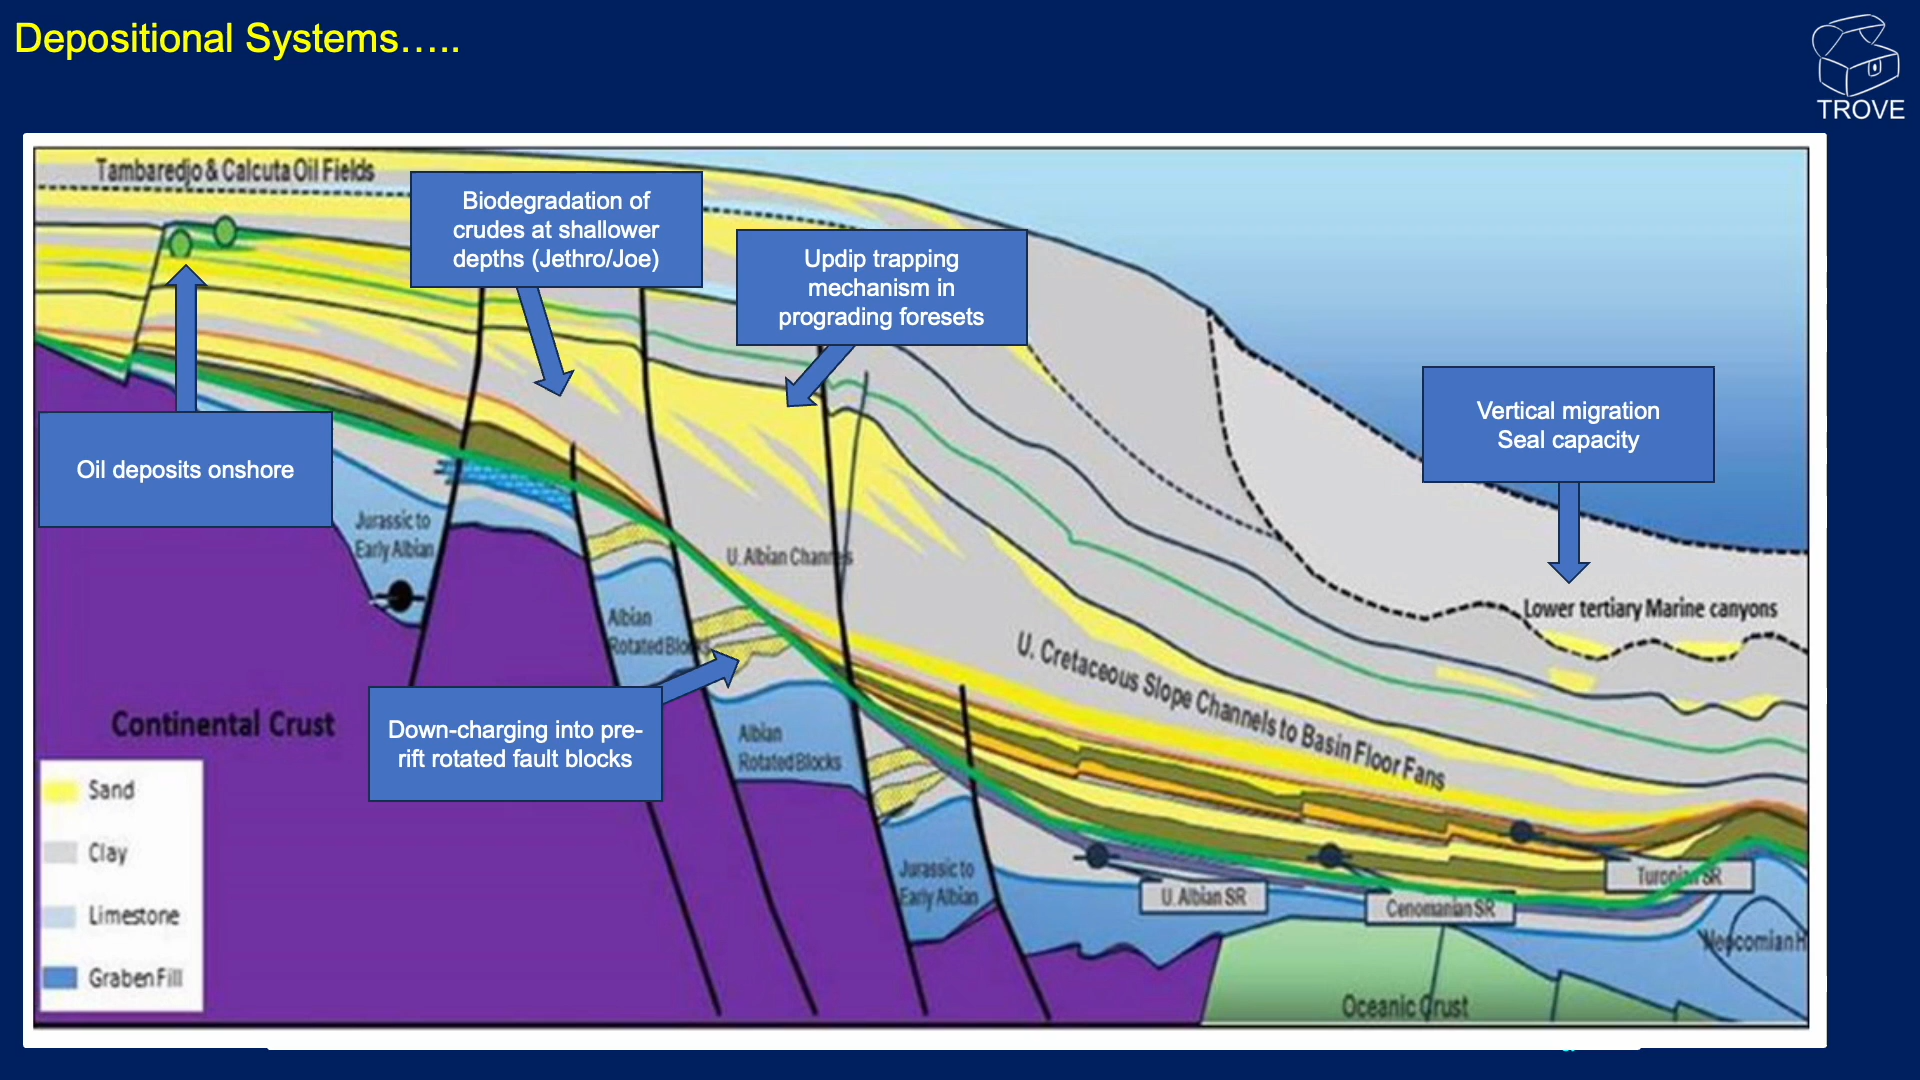 Depositional Systems…..
TROVE
Tambaredjo & Calcuta Oil Fields
Biodegradation of
crudes at shallower
depths (Jethro/Joe)
Updip trapping
mechanism in
prograding foresets
Vertical migration
Seal capacity
Oil deposits onshore
Jurassic to
Early Albian
U. Albian Channels
Albian
Rotated Blocks
Lower tertiary Marine canyons
U. Cretaceous Slope Channels to Basin Floor Fans
Down-charging into pre-
rift rotated fault blocks
Continental Crust
Albian
Rotated Blocks
Sand
Clay
Limestone
Graben Fill
Jurassic to
Early Albian
U. Albian SR
Cenomanian SR
Turonian SR
Neocomian H
Oceanic Crust